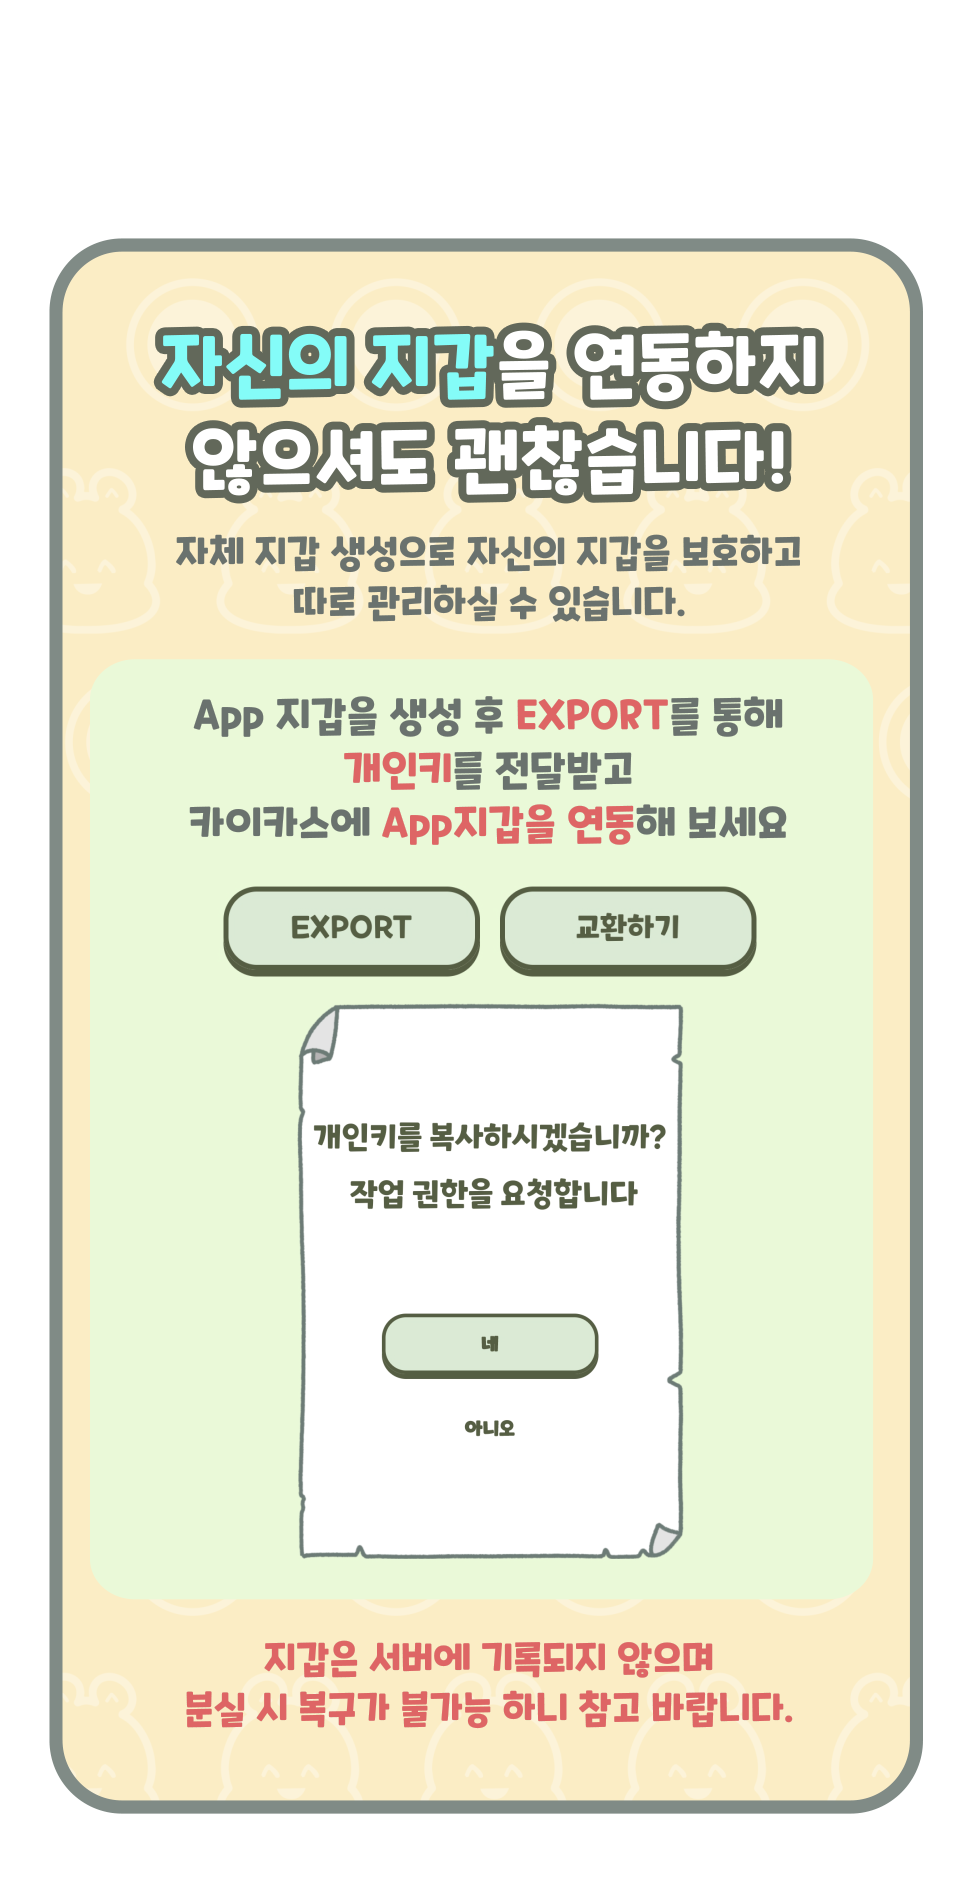 자신의 지갑을 연동하지
않으셔도 괜찮습니다!
자체 지갑 생성으로 자신의 지갑을 보호하고
따로 관리하실 수 있습니다.
App 지갑을 생성 후 EXPORT를 통해
개인키를 전달받고
카이카스에 App지갑을 연동해 보세요
EXPORT
교환하기
개인키를 복사하시겠습니까?
작업 권한을 요청합니다
네
아니오
지갑은 서버에 기록되지 않으며
분실 시 복구가 불가능 하니 참고 바랍니다.